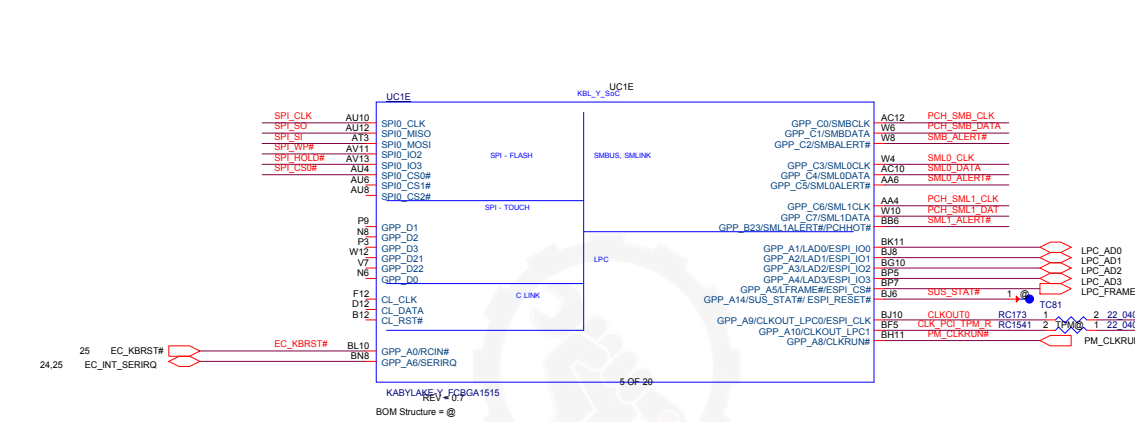 UC1E
UC1E
KBL_Y_SoC
SPI_CLK AU10 SPI0_CLK
SPI_SO AU12 SPI0_MISO
SPI_SI AT3 SPI0_MOSI
SPI_WP# AV11 SPI0_IO2
SPI_HOLD# AV13 SPI0_IO3
SPI_CS0# AU4 SPI0_CS0#
AU6 SPI0_CS1#
AU8 SPI0_CS2#
SPI - FLASH
SMBUS, SMLINK
SPI - TOUCH
P9 GPP_D1
N8 GPP_D2
P3 GPP_D3
W12 GPP_D21
V7 GPP_D22
N6 GPP_D0
LPC
C LINK
F12 CL_CLK
D12 CL_DATA
B12 CL_RST#
25 EC_KBRST# EC_KBRST# BL10 GPP_A0/RCIN#
24,25 EC_INT_SERIRQ BN8 GPP_A6/SERIRQ
GPP_C0/SMBCLK AC12 PCH_SMB_CLK
GPP_C1/SMBDATA W6 PCH_SMB_DATA
GPP_C2/SMBALERT# W8 SMB_ALERT#
GPP_C3/SML0CLK W4 SML0_CLK
GPP_C4/SML0DATA AC10 SML0_DATA
GPP_C5/SML0ALERT# AA6 SML0_ALERT#
GPP_C6/SML1CLK AA4 PCH_SML1_CLK
GPP_C7/SML1DATA W10 PCH_SML1_DAT
GPP_B23/SML1ALERT#/PCHHOT# BB6 SML1_ALERT#
GPP_A1/LAD0/ESPI_IO0 BK11 LPC_AD0
GPP_A2/LAD1/ESPI_IO1 BJ8 LPC_AD1
GPP_A3/LAD2/ESPI_IO2 BG10 LPC_AD2
GPP_A4/LAD3/ESPI_IO3 BP5 LPC_AD3
GPP_A5/LFRAME#/ESPI_CS# BP7 LPC_FRAME
GPP_A14/SUS_STAT#/ ESPI_RESET# BJ6 SUS_STAT# 1 @ TC81
GPP_A9/CLKOUT_LPC0/ESPI_CLK BJ10 CLKOUT0 RC173 1 2 22_040
GPP_A10/CLKOUT_LPC1 BF5 CLK_PCI_TPM_R RC1541 2 TPM@ 1 22_040
GPP_A8/CLKRUN# BH11 PM_CLKRUN# PM_CLKRU
5 OF 20
KABYLAKE-Y_FCBGA1515
REV = 0.7
BOM Structure = @